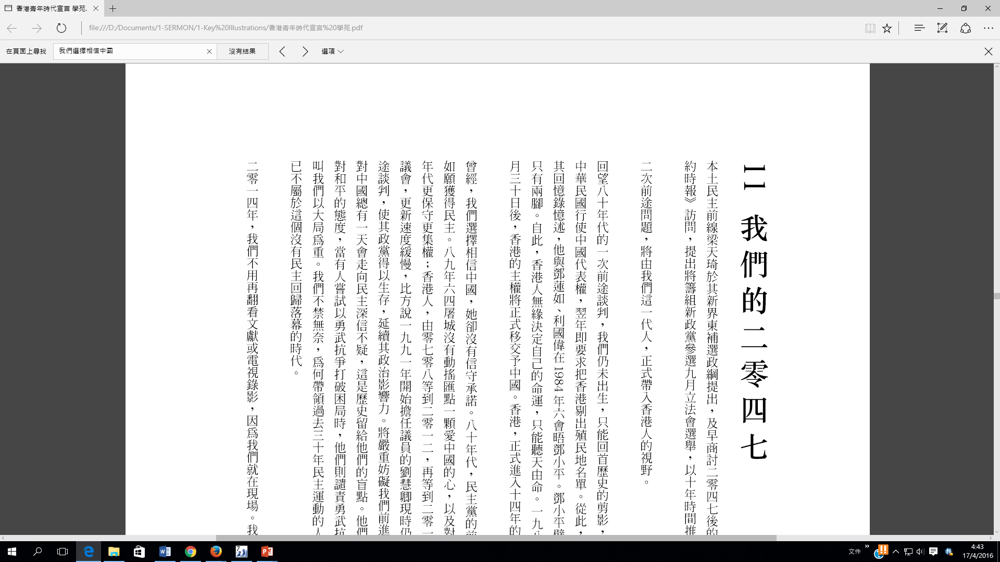 香港青年時代宣言 學苑.
file:///D:/Documents/1-SERMON/1-Key%20Illustrations/香港青年時代宣言%20學苑.pdf
在頁面上尋找
我們選擇相信中國
沒有結果
選項
二 我們的二零四七
本土民主前線梁天琦於其新界東補選政綱提出，及早商討二零四七後的
約時報》訪問，提出將籌組新政黨參選九月立法會選舉，以十年時間推
二次前途問題，將由我們這一代人，正式帶入香港人的視野。
回望八十年代的一次前途談判，我們仍未出生，只能回首歷史的剪影，
中華民國行使中國代表權，翌年即要求把香港剔出殖民地名單。從此，
其回憶錄憶述，他與鄧蓮如、利國偉在 1984 年六會晤鄧小平。鄧小平劈
只有兩腳。自此，香港人無緣決定自己的命運，只能聽天由命。一九八
月三十日後，香港的主權將正式移交予中國。香港，正式進入十四年的
曾經，我們選擇相信中國，她卻沒有信守承諾。八十年代，民主黨的前
如願獲得民主。八九年六四屠城沒有動搖匯點一顆愛中國的心，以及對
年代更保守更集權；香港人，由零七零八等到二零一二，再等到二零一
議會，更新速度緩慢，比方說一九九一年開始擔任議員的劉慧卿現時仍
途談判，使其政黨得以生存，延續其政治影響力。將嚴重妨礙我們前進
對中國總有一天會走向民主深信不疑，這是歷史留給他們的盲點。他們
對和平的態度，當有人嘗試以勇武抗爭打破困局時，他們則譴責勇武抗
叫我們以大局為重。我們不禁無奈，為何帶領過去三十年民主運動的人
已不屬於這個沒有民主回歸落幕的時代。
二零一四年，我們不用再翻看文獻或電視錄影，因為我們就在現場。我
文件
4:43
17/4/2016